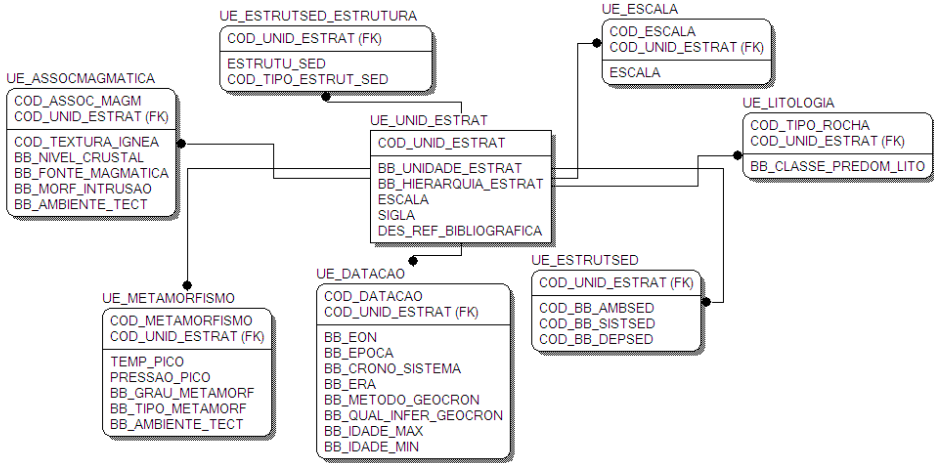 UE_ESTRUTSED_ESTRUTURA
COD_UNID_ESTRAT (FK)
ESTRUTU_SED
COD_TIPO_ESTRUT_SED
UE_ESCALA
COD_ESCALA
COD_UNID_ESTRAT (FK)
ESCALA
UE_ASSOCMAGMATICA
COD_ASSOC_MAGM
COD_UNID_ESTRAT (FK)
COD_TEXTURA_IGNEA
BB_NIVEL_CRUSTAL
BB_FONTE_MAGMATICA
BB_MORF_INTRUSAO
BB_AMBIENTE_TECT
UE_UNID_ESTRAT
COD_UNID_ESTRAT
BB_UNIDADE_ESTRAT
BB_HIERARQUIA_ESTRAT
ESCALA
SIGLA
DES_REF_BIBLIOGRAFICA
UE_LITOLOGIA
COD_TIPO_ROCHA
COD_UNID_ESTRAT (FK)
BB_CLASSE_PREDOM_LITO
UE_METAMORFISMO
COD_METAMORFISMO
COD_UNID_ESTRAT (FK)
TEMP_PICO
PRESSAO_PICO
BB_GRAU_METAMORF
BB_TIPO_METAMORF
BB_AMBIENTE_TECT
UE_DATACAO
COD_DATACAO
COD_UNID_ESTRAT (FK)
BB_EON
BB_EPOCA
BB_CRONO_SISTEMA
BB_ERA
BB_METODO_GEOCRON
BB_QUAL_INFER_GEOCRON
BB_IDADE_MAX
BB_IDADE_MIN
UE_ESTRUTSED
COD_UNID_ESTRAT (FK)
COD_BB_AMBSED
COD_BB_SISTSED
COD_BB_DEPSED